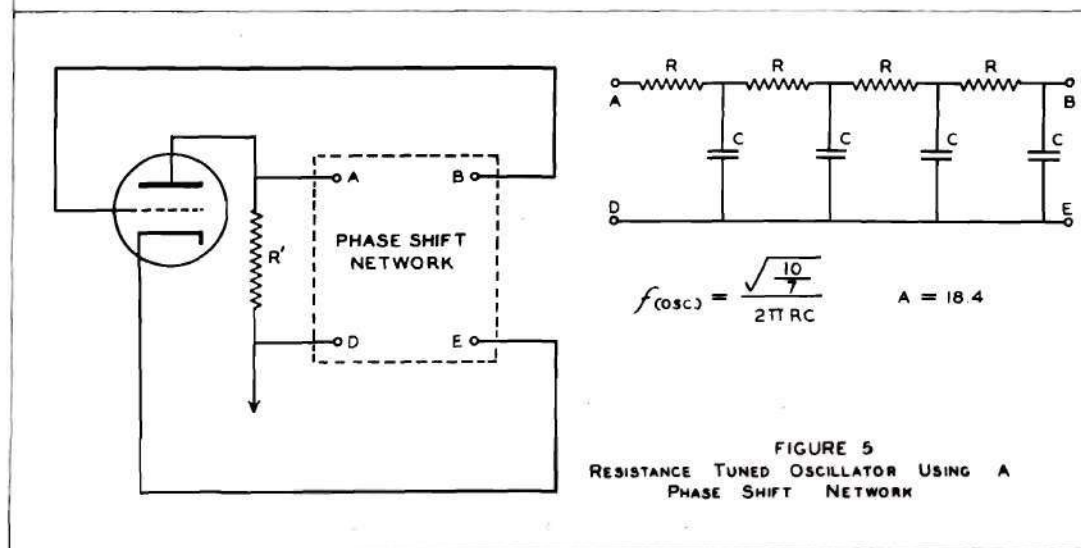 A
B
R'
PHASE SHIFT
NETWORK
D
E
R R R R
A
B
C C C C
D
E
f(OSC.) = √(10/7) / 2πRC A = 18.4
FIGURE 5
RESISTANCE TUNED OSCILLATOR USING A
PHASE SHIFT NETWORK